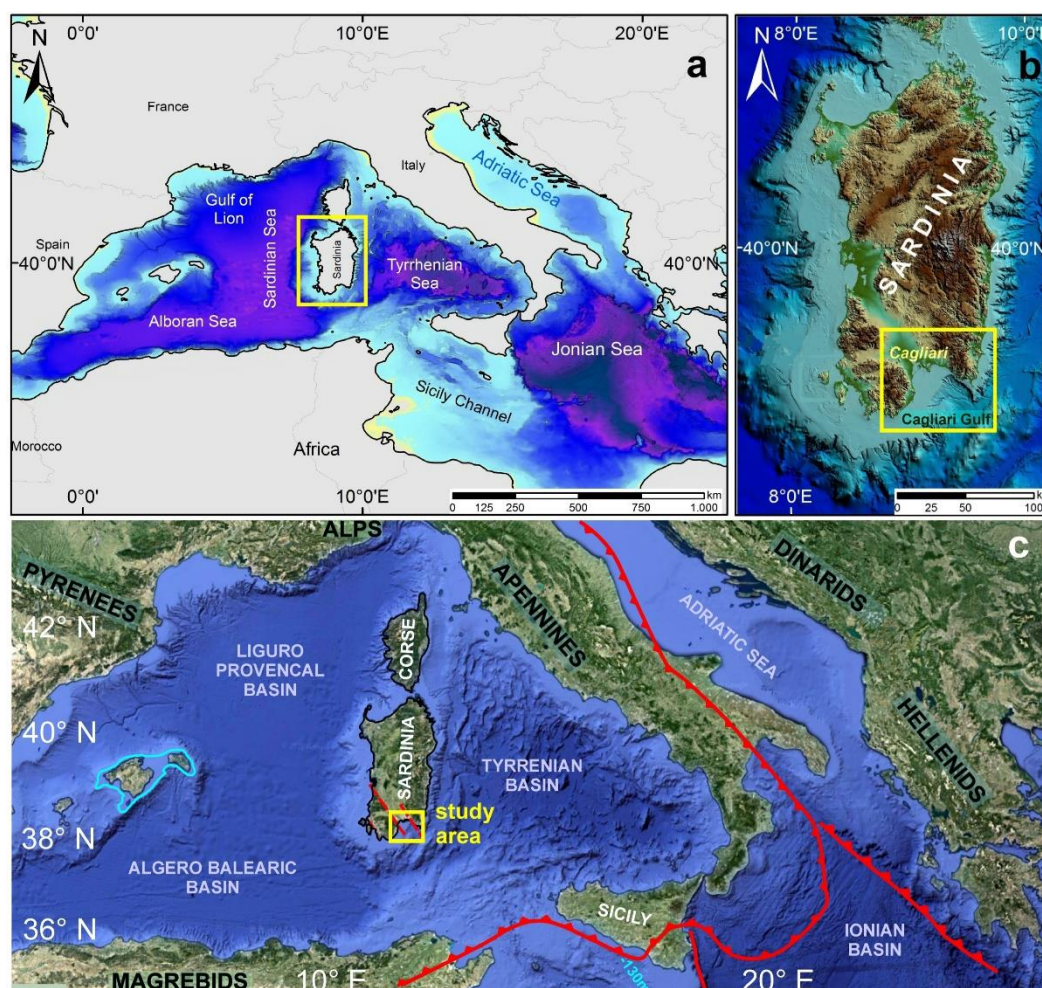 0°0'
10°0'E
20°0'E
N
a
France
Italy
Adriatic Sea
Gulf of
Lion
Sardinian Sea
Sardinia
Spain
40°0'N
40°0'N
Tyrrhenian
Sea
Alboran Sea
Jonian Sea
Sicily Channel
Morocco
Africa
0°0'
10°0'E
km
0 125 250 500 750 1.000
8°0'E
10°0'E
N
b
SARDINIA
40°0'N
40°0'N
Cagliari
Cagliari Gulf
8°0'E
km
0 25 50 100
c
ALPS
PYRENEES
DINARIDS
APENNINES
42° N
ADRIATIC SEA
LIGURO
PROVENCAL
BASIN
CORSE
HELLENIDS
40° N
SARDINIA
TYRRENIAN
BASIN
study
area
38° N
ALGERO BALEARIC
BASIN
SICILY
36° N
IONIAN
BASIN
-130m
MAGREBIDS
10° E
20° E